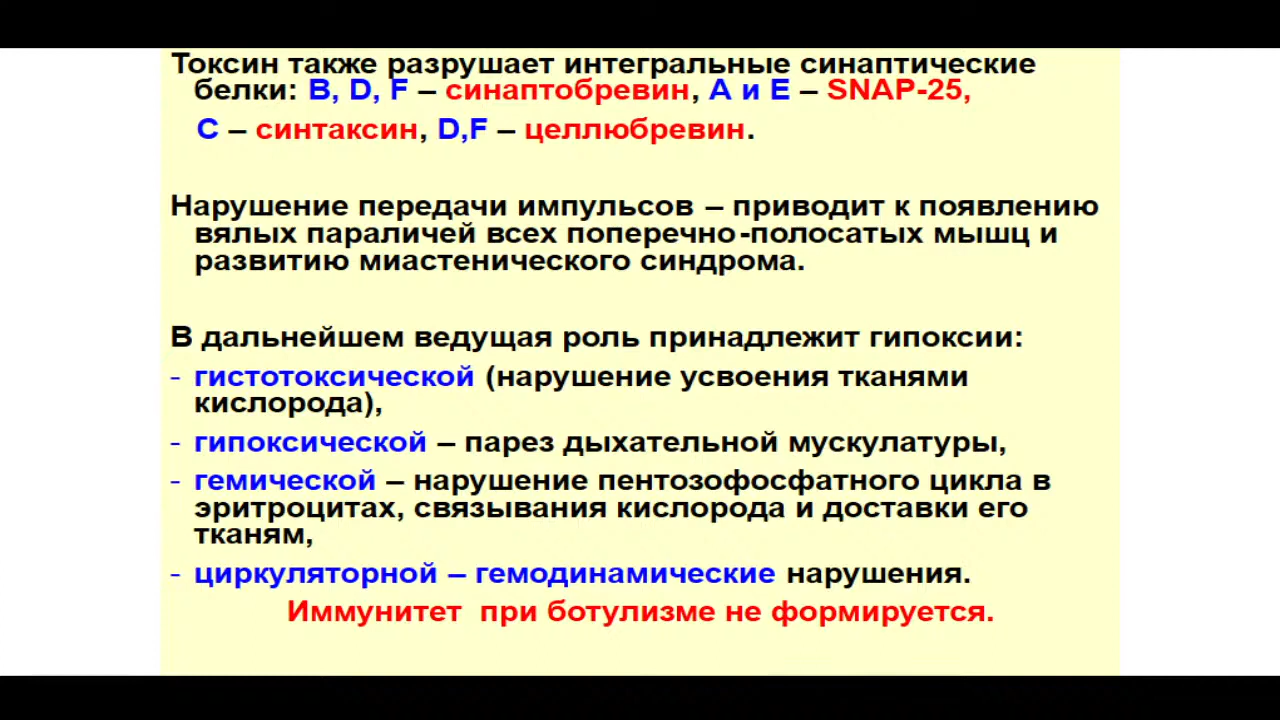 Токсин также разрушает интегральные синаптические
белки: B, D, F – синаптобревин, А и Е – SNAP-25,
С – синтаксин, D,F – целлюбревин.
Нарушение передачи импульсов – приводит к появлению
вялых параличей всех поперечно-полосатых мышц и
развитию миастенического синдрома.
В дальнейшем ведущая роль принадлежит гипоксии:
- гистотоксической (нарушение усвоения тканями
кислорода),
- гипоксической – парез дыхательной мускулатуры,
- гемической – нарушение пентозофосфатного цикла в
эритроцитах, связывания кислорода и доставки его
тканям,
- циркуляторной – гемодинамические нарушения.
Иммунитет при ботулизме не формируется.